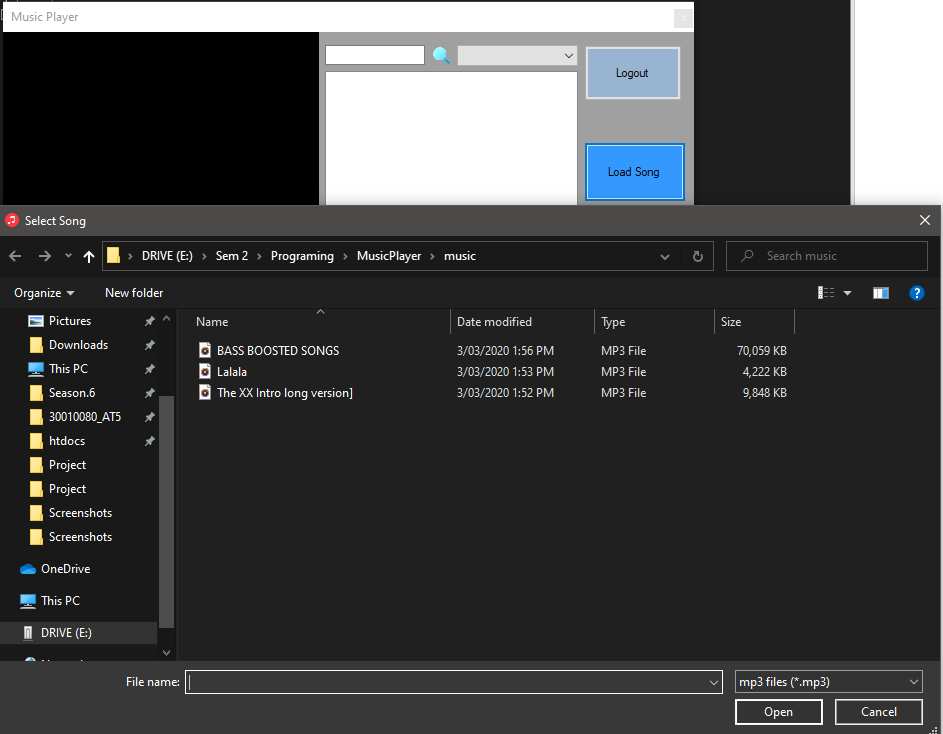 Music Player
Logout
Load Song
Select Song
DRIVE (E:) Sem 2 Programing MusicPlayer music
Search music
Organize New folder
?
Name Date modified Type Size
BASS BOOSTED SONGS 3/03/2020 1:56 PM MP3 File 70,059 KB
Lalala 3/03/2020 1:53 PM MP3 File 4,222 KB
The XX Intro long version] 3/03/2020 1:52 PM MP3 File 9,848 KB
Pictures
Downloads
This PC
Season.6
30010080_AT5
htdocs
Project
Project
Screenshots
Screenshots
OneDrive
This PC
DRIVE (E:)
File name: mp3 files (*.mp3)
Open Cancel